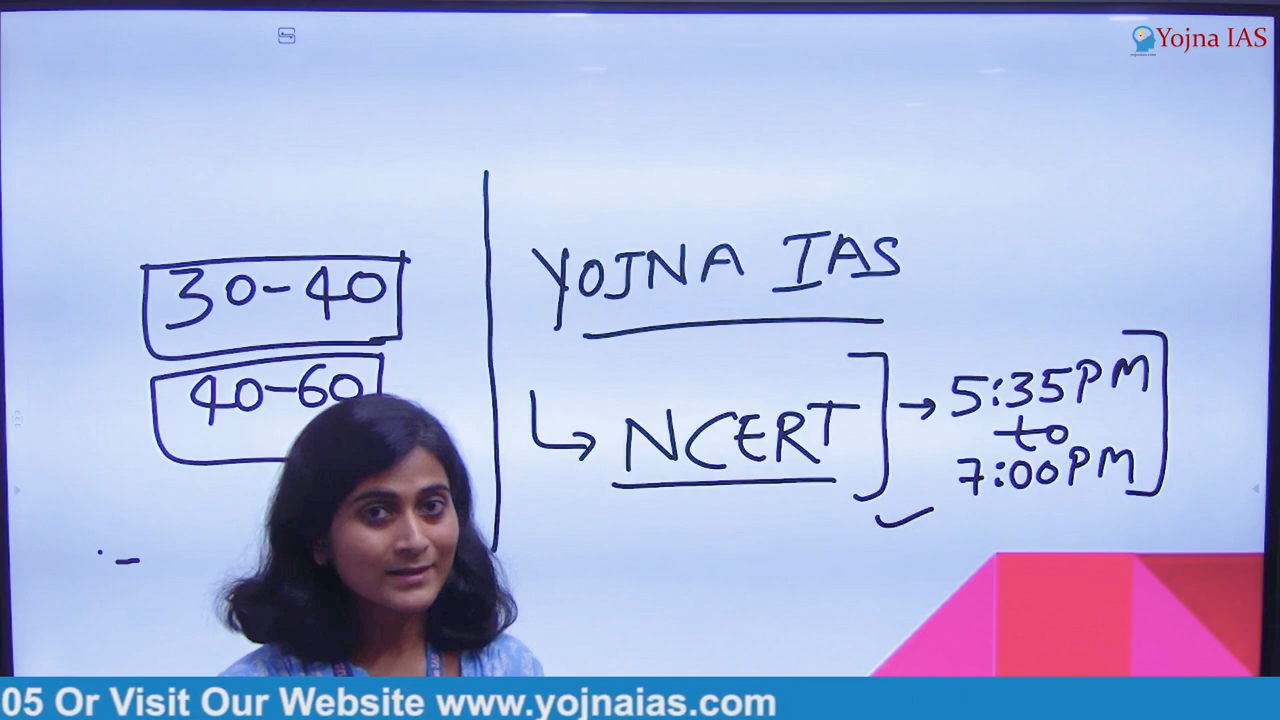 Yojna IAS
30-40
40-60
YOJNA IAS
NCERT
5:35PM
to
7:00PM
05 Or Visit Our Website www.yojnaias.com